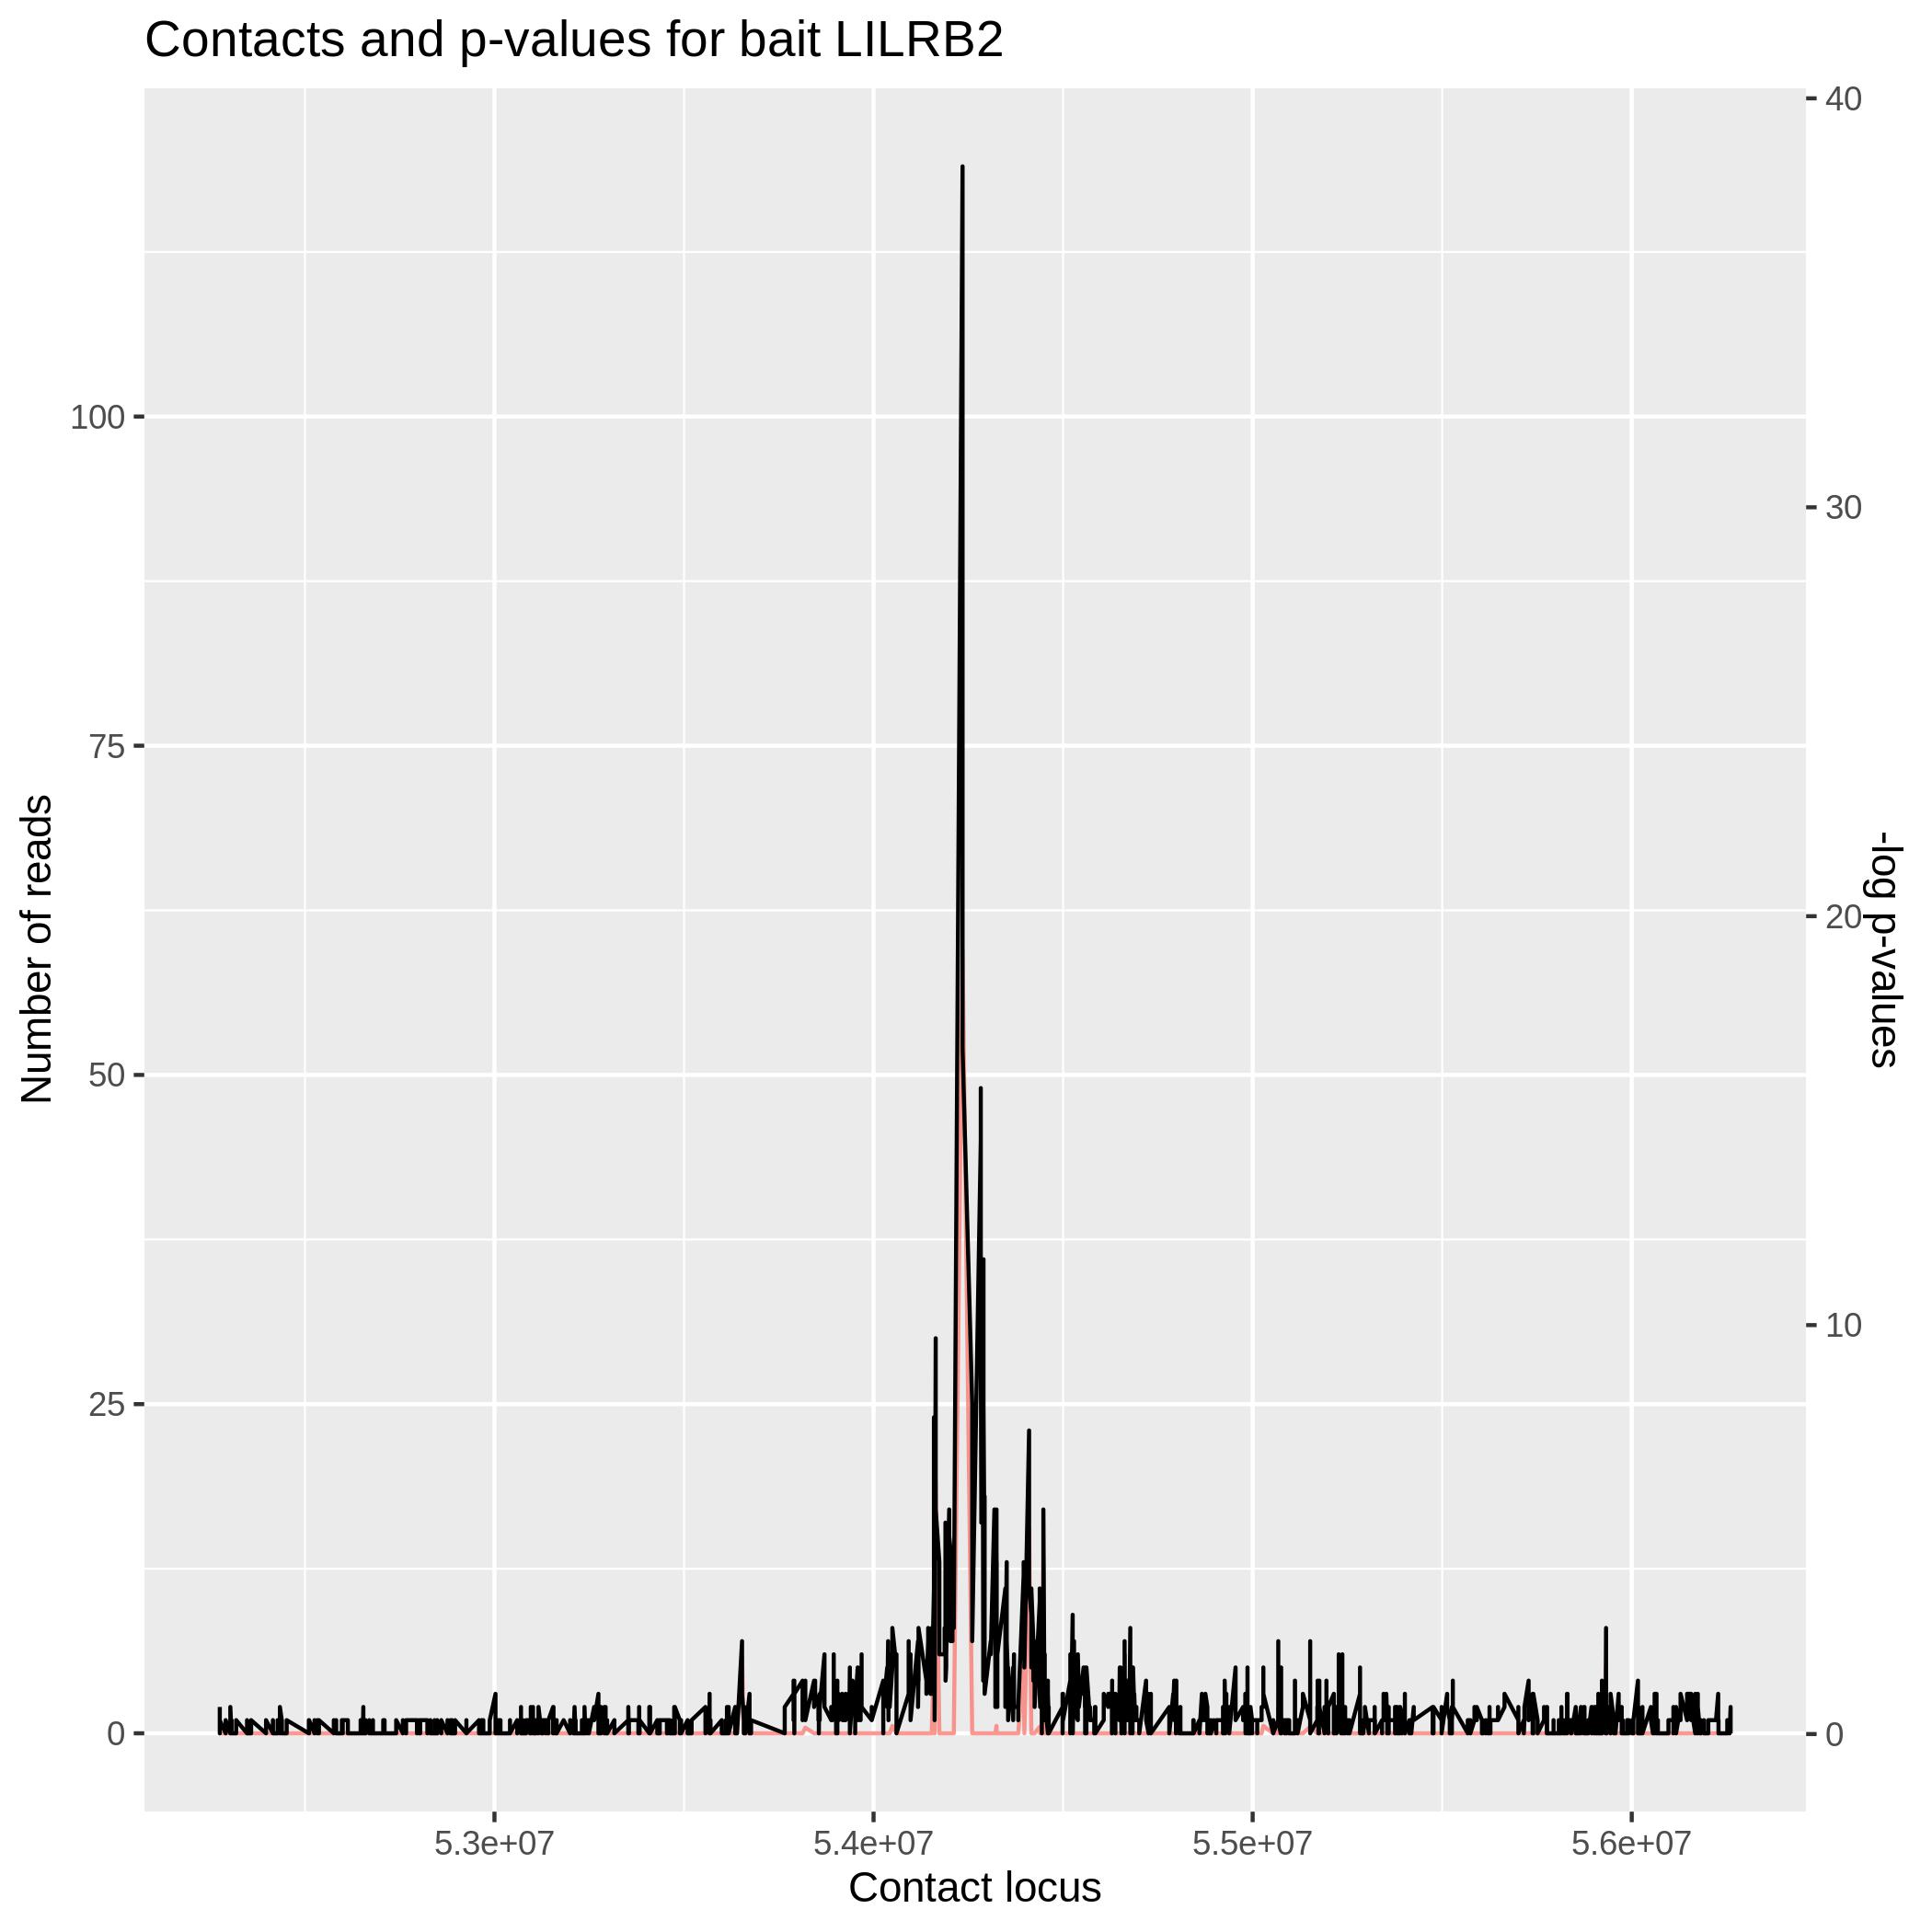 Contacts and p-values for bait LILRB2
Number of reads
100
75
50
25
0
40
30
20
10
0
-log p-values
5.3e+07
5.4e+07
5.5e+07
5.6e+07
Contact locus